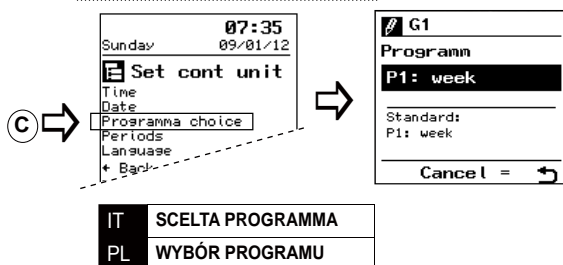 07:35
Sunday 09/01/12
Set cont unit
Time
Date
Programma choice
Periods
Language
← Back
C
G1
Programm
P1: week
Standard:
P1: week
Cancel =
IT SCELTA PROGRAMMA
PL WYBÓR PROGRAMU